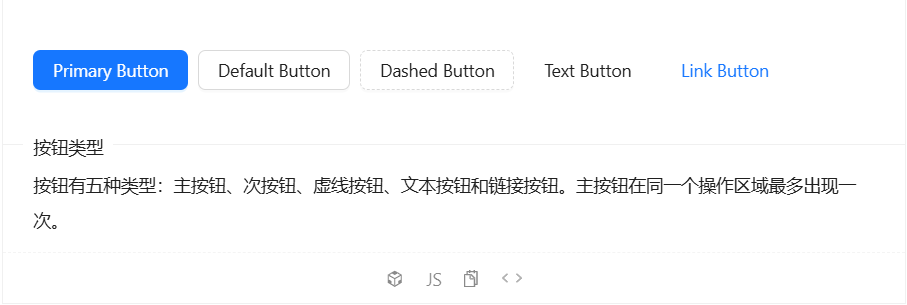 Primary Button Default Button Dashed Button Text Button Link Button
按钮类型
按钮有五种类型：主按钮、次按钮、虚线按钮、文本按钮和链接按钮。主按钮在同一个操作区域最多出现一
次。
JS